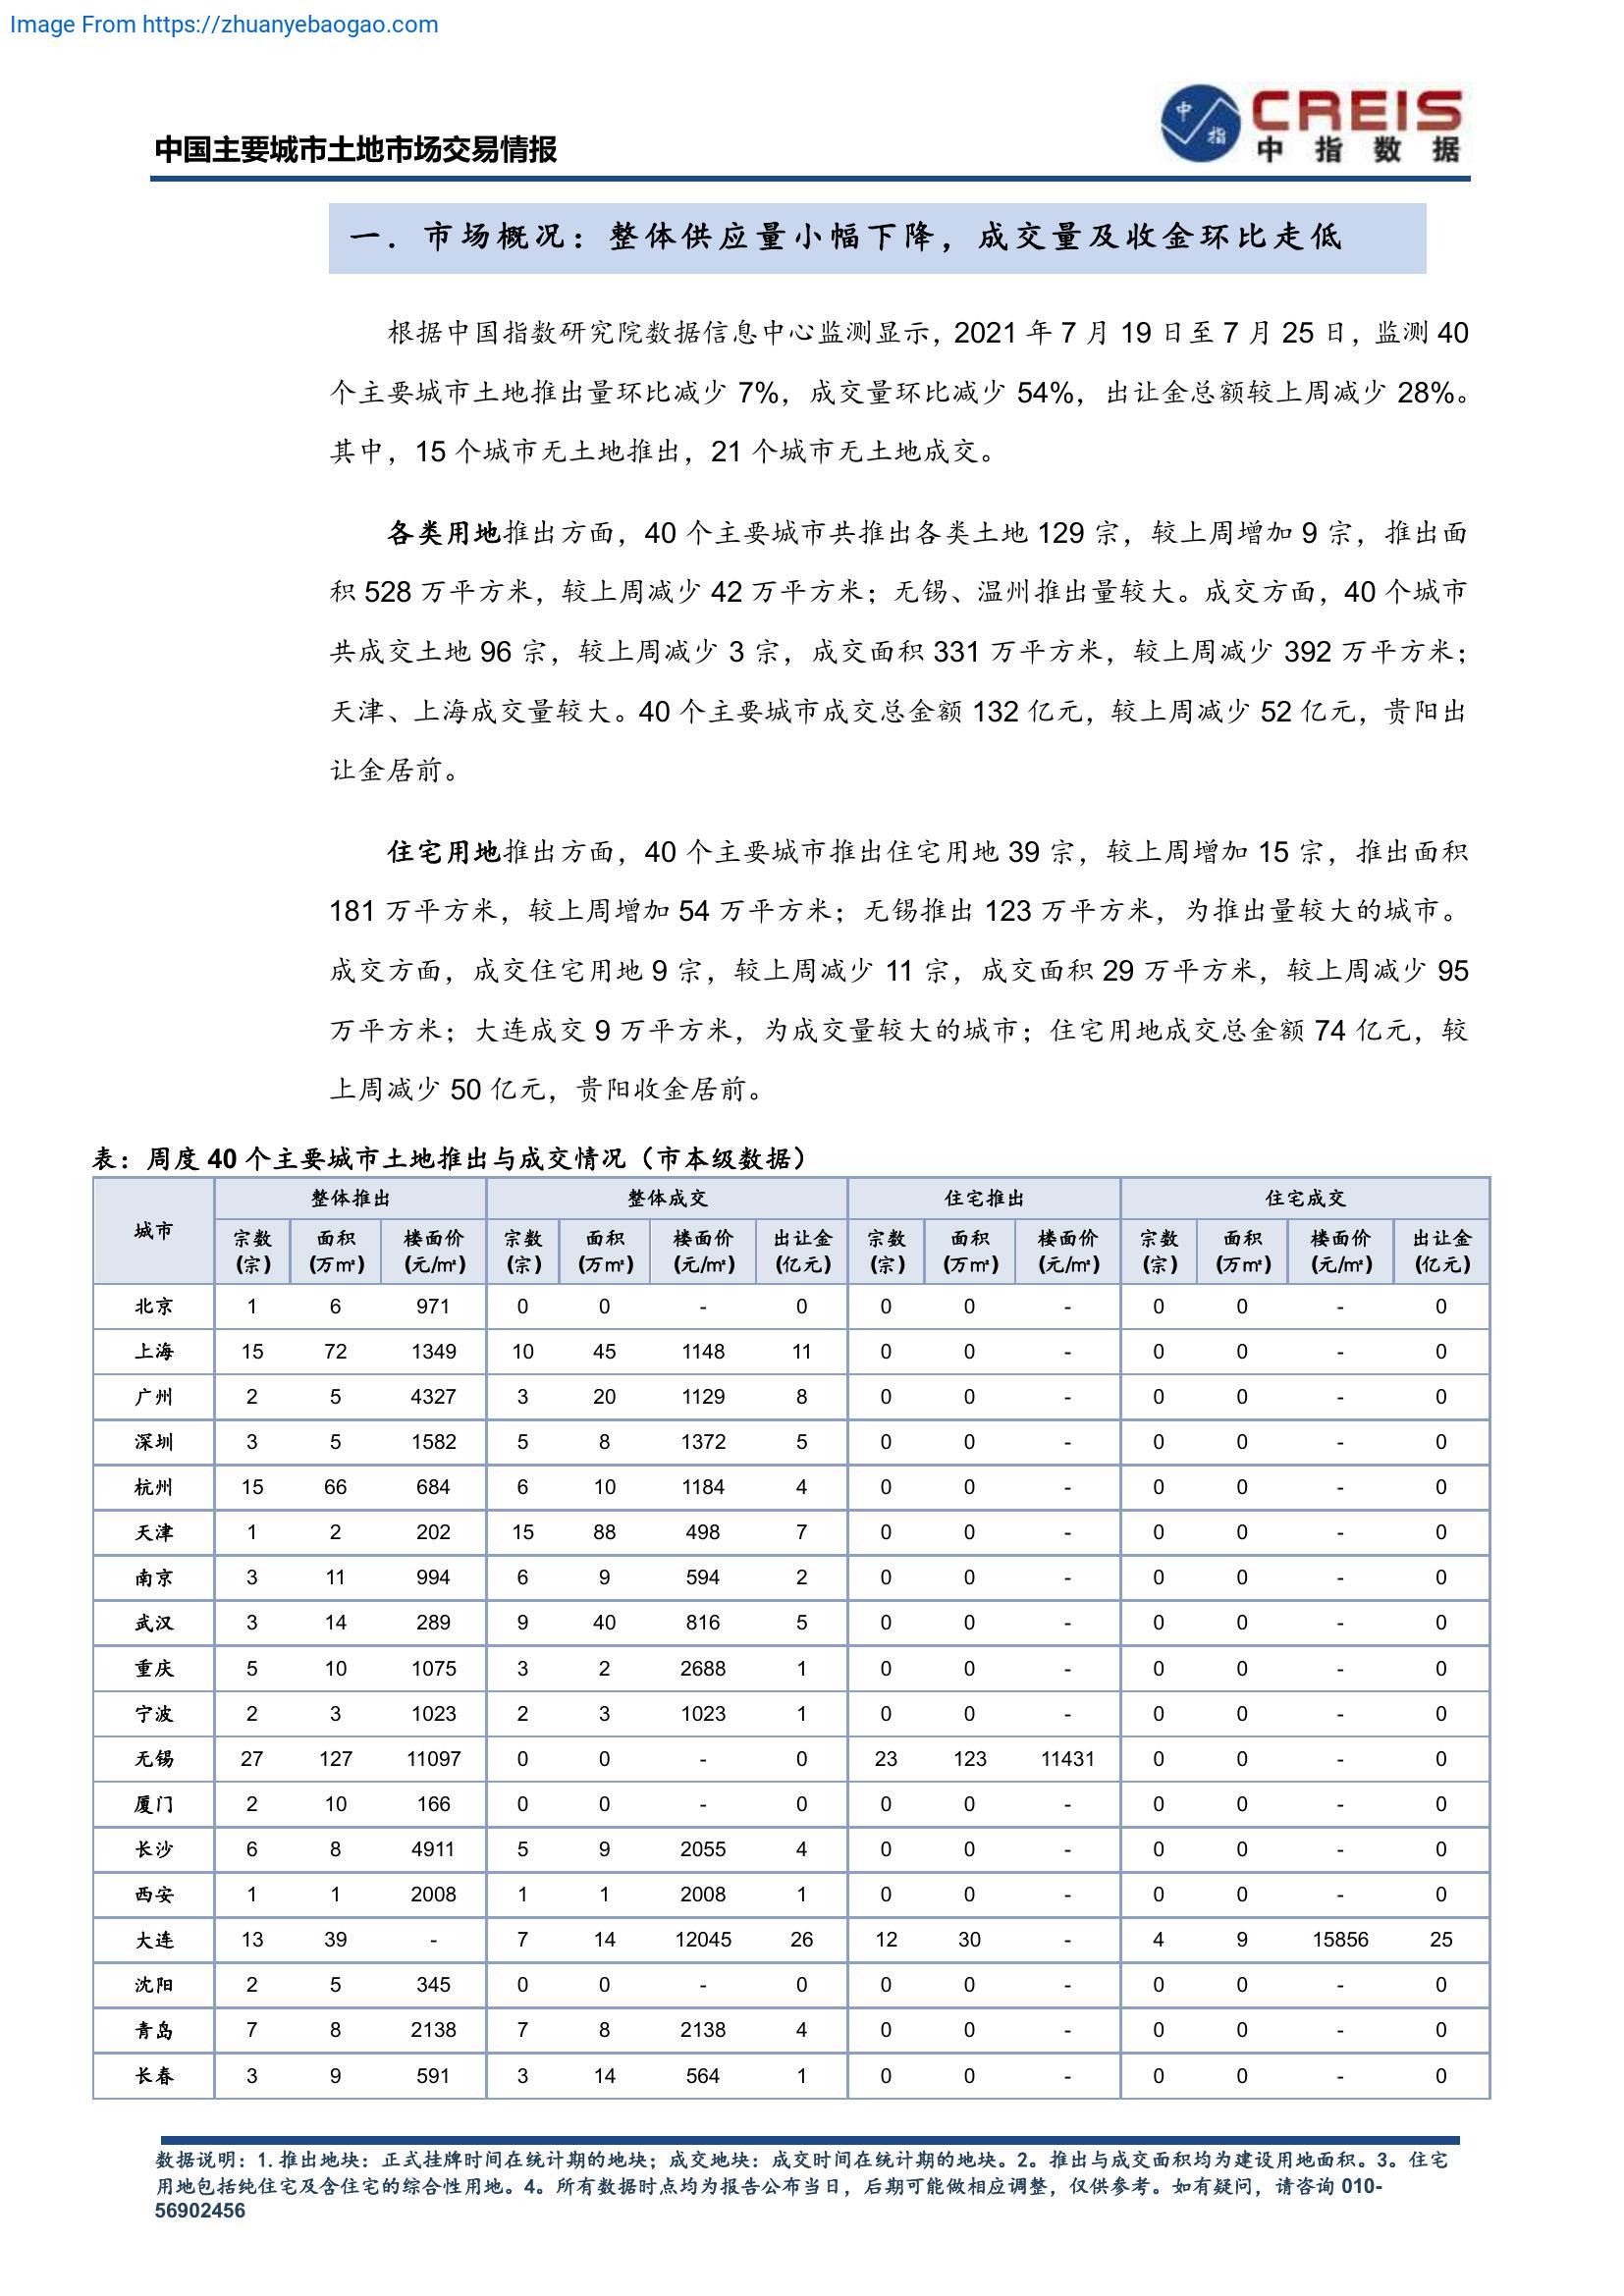 Image From https://zhuanyebaogao.com
中国主要城市土地市场交易情报
中指
CREIS
中指数据
一．市场概况：整体供应量小幅下降，成交量及收金环比走低
根据中国指数研究院数据信息中心监测显示，2021 年 7 月 19 日至 7 月 25 日，监测 40
个主要城市土地推出量环比减少 7%，成交量环比减少 54%，出让金总额较上周减少 28%。
其中，15 个城市无土地推出，21 个城市无土地成交。
各类用地推出方面，40 个主要城市共推出各类土地 129 宗，较上周增加 9 宗，推出面
积 528 万平方米，较上周减少 42 万平方米；无锡、温州推出量较大。成交方面，40 个城市
共成交土地 96 宗，较上周减少 3 宗，成交面积 331 万平方米，较上周减少 392 万平方米；
天津、上海成交量较大。40 个主要城市成交总金额 132 亿元，较上周减少 52 亿元，贵阳出
让金居前。
住宅用地推出方面，40 个主要城市推出住宅用地 39 宗，较上周增加 15 宗，推出面积
181 万平方米，较上周增加 54 万平方米；无锡推出 123 万平方米，为推出量较大的城市。
成交方面，成交住宅用地 9 宗，较上周减少 11 宗，成交面积 29 万平方米，较上周减少 95
万平方米；大连成交 9 万平方米，为成交量较大的城市；住宅用地成交总金额 74 亿元，较
上周减少 50 亿元，贵阳收金居前。
表：周度 40 个主要城市土地推出与成交情况（市本级数据）
城市 整体推出 整体成交 住宅推出 住宅成交
宗数 面积 楼面价 宗数 面积 楼面价 出让金 宗数 面积 楼面价 宗数 面积 楼面价 出让金
(宗) (万㎡) (元/㎡) (宗) (万㎡) (元/㎡) (亿元) (宗) (万㎡) (元/㎡) (宗) (万㎡) (元/㎡) (亿元)
北京 1 6 971 0 0 - 0 0 0 - 0 0 - 0
上海 15 72 1349 10 45 1148 11 0 0 - 0 0 - 0
广州 2 5 4327 3 20 1129 8 0 0 - 0 0 - 0
深圳 3 5 1582 5 8 1372 5 0 0 - 0 0 - 0
杭州 15 66 684 6 10 1184 4 0 0 - 0 0 - 0
天津 1 2 202 15 88 498 7 0 0 - 0 0 - 0
南京 3 11 994 6 9 594 2 0 0 - 0 0 - 0
武汉 3 14 289 9 40 816 5 0 0 - 0 0 - 0
重庆 5 10 1075 3 2 2688 1 0 0 - 0 0 - 0
宁波 2 3 1023 2 3 1023 1 0 0 - 0 0 - 0
无锡 27 127 11097 0 0 - 0 23 123 11431 0 0 - 0
厦门 2 10 166 0 0 - 0 0 0 - 0 0 - 0
长沙 6 8 4911 5 9 2055 4 0 0 - 0 0 - 0
西安 1 1 2008 1 1 2008 1 0 0 - 0 0 - 0
大连 13 39 - 7 14 12045 26 12 30 - 4 9 15856 25
沈阳 2 5 345 0 0 - 0 0 0 - 0 0 - 0
青岛 7 8 2138 7 8 2138 4 0 0 - 0 0 - 0
长春 3 9 591 3 14 564 1 0 0 - 0 0 - 0
数据说明：1.推出地块：正式挂牌时间在统计期的地块；成交地块：成交时间在统计期的地块。2。推出与成交面积均为建设用地面积。3。住宅
用地包括纯住宅及含住宅的综合性用地。4。所有数据时点均为报告公布当日，后期可能做相应调整，仅供参考。如有疑问，请咨询 010-
56902456